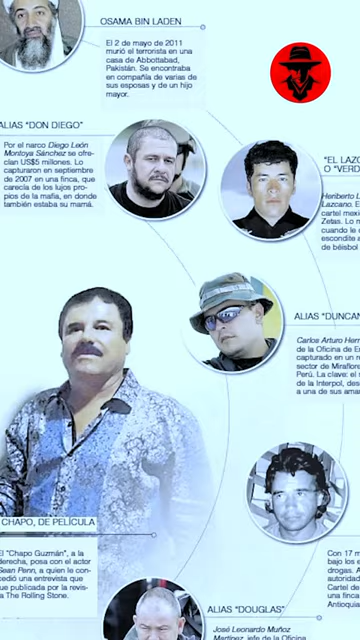 OSAMA BIN LADEN
El 2 de mayo de 2011
murió el terrorista en una
casa de Abbottabad,
Pakistán. Se encontraba
en compañía de varias de
sus esposas y de un hijo
mayor.
ALIAS “DON DIEGO”
Por el narco Diego León
Montoya Sánchez se ofre-
cían US$5 millones. Lo
capturaron en septiembre
de 2007 en una finca, que
carecía de los lujos pro-
pios de la mafia, en donde
también estaba su mamá.
“EL LAZC
O “VERD
Heriberto L
Lazcano. E
cartel mexi
Zetas. Lo m
cuando le d
escondite a
de béisbol
ALIAS “DUNCAN
Carlos Arturo Hern
de la Oficina de En
capturado en un r
sector de Miraflore
Perú. La clave: el s
de la Interpol, des
a una de sus amar
CHAPO, DE PELÍCULA
El "Chapo Guzmán", a la
derecha, posa con el actor
Sean Penn, a quien le con-
cedió una entrevista que
ue publicada por la revis-
a The Rolling Stone.
Con 17 m
bajo los e
drogas. A
autoridad
Cartel de
una finca
Antioquia
ALIAS “DOUGLAS”
José Leonardo Muñoz
Martínez, jefe de la Oficina